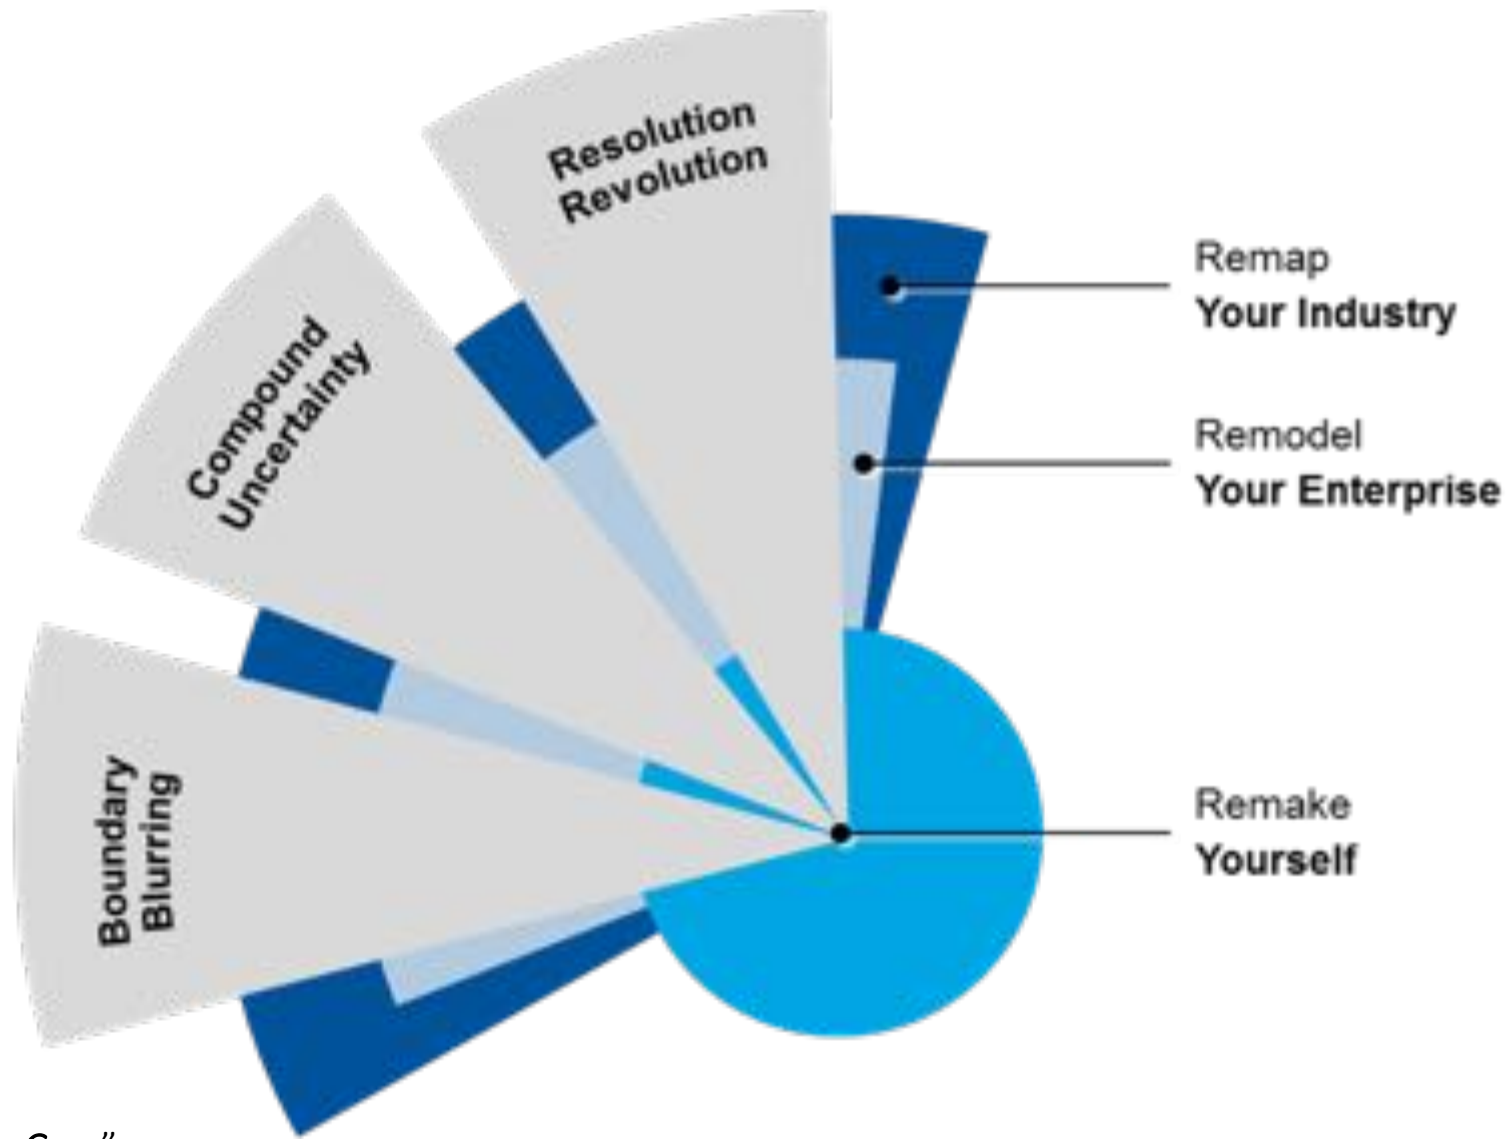 Resolution
Revolution
Compound
Uncertainty
Boundary
Blurring
Remap
Your Industry
Remodel
Your Enterprise
Remake
Yourself